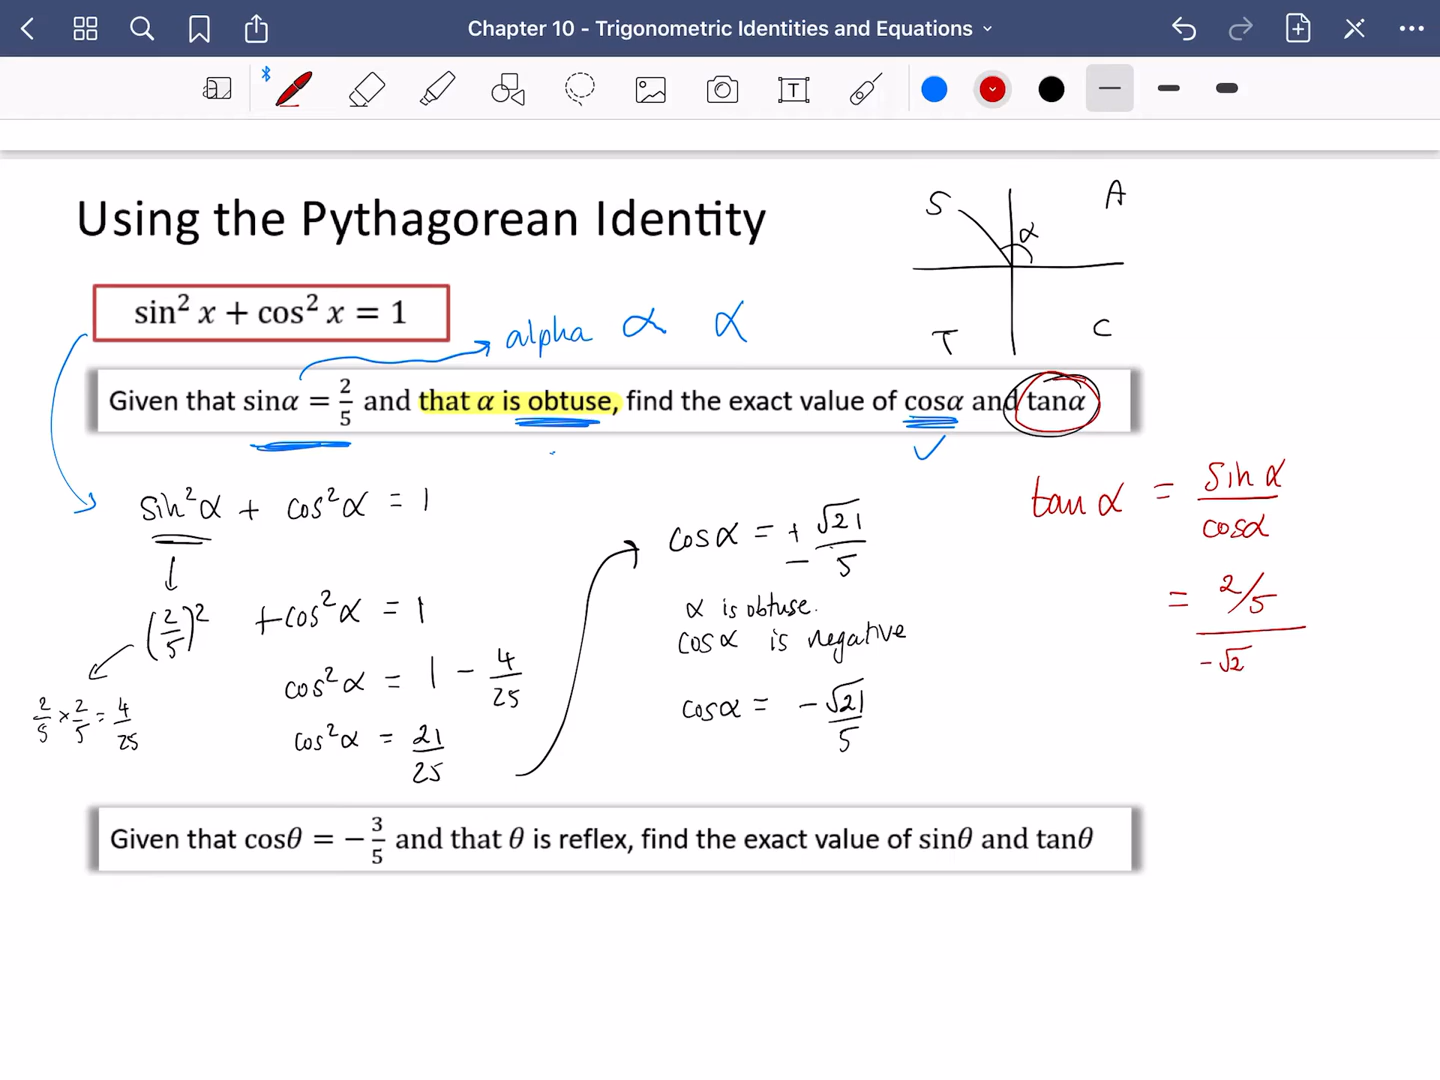 Chapter 10 - Trigonometric Identities and Equations
T
Using the Pythagorean Identity
S A
α
T C
sin² x + cos² x = 1
alpha α α
Given that sinα = 2/5 and that α is obtuse, find the exact value of cosα and tanα
sin²α + cos²α = 1
(2/5)² + cos²α = 1
2/5 × 2/5 = 4/25
cos²α = 1 - 4/25
cos²α = 21/25
cosα = ± √21/5
α is obtuse.
cosα is negative
cosα = - √21/5
tan α = sin α/cosα
= 2/5
-√2
Given that cosθ = −3/5 and that θ is reflex, find the exact value of sinθ and tanθ